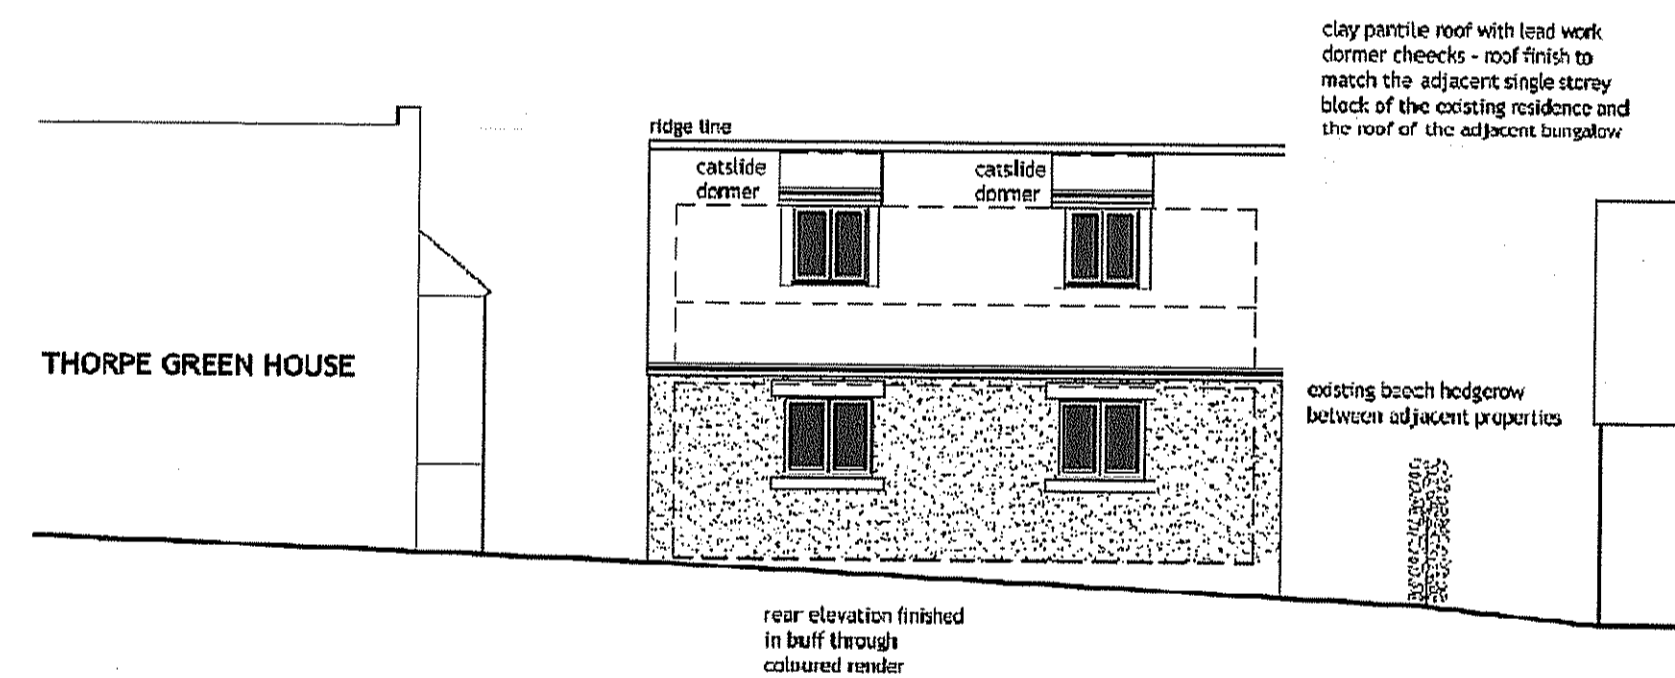 clay pantile roof with lead work
dormer cheecks - roof finish to
match the adjacent single storey
block of the existing residence and
the roof of the adjacent bungalow
ridge line
catslide
dormer
catslide
dormer
THORPE GREEN HOUSE
existing beech hedgerow
between adjacent properties
rear elevation finished
in buff through
coloured render